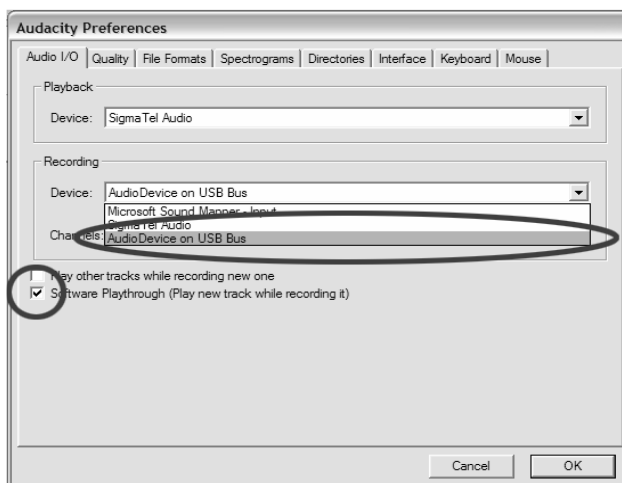 Audacity Preferences
Audio I/O Quality File Formats Spectrograms Directories Interface Keyboard Mouse
Playback
Device: SigmaTel Audio
Recording
Device: AudioDevice on USB Bus
Microsoft Sound Mapper - Input
SigmaTel Audio
Channels: AudioDevice on USB Bus
Play other tracks while recording new one
Software Playthrough (Play new track while recording it)
Cancel OK